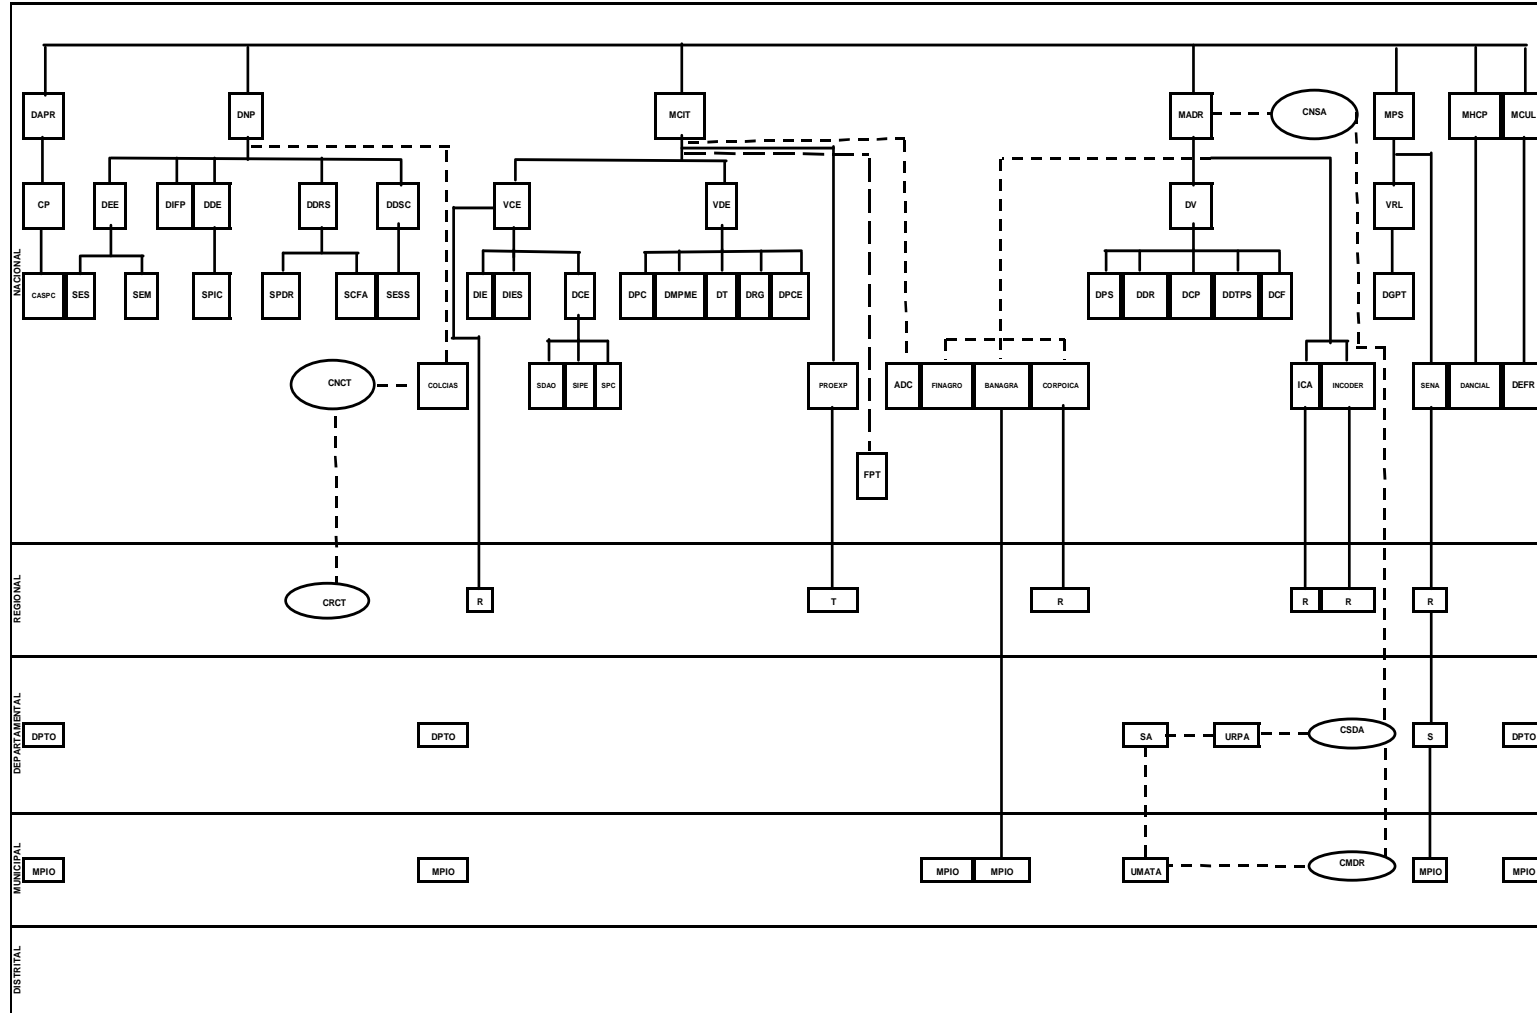 DAPR DNP MCIT MADR CNSA MPS MHCP MCUL
CP DEE DIFP DDE DDRS DDSC VCE VDE DV VRL
NACIONAL
CASPC SES SEM SPIC SPDR SCFA SESS DIE DIES DCE DPC DMPME DT DRG DPCE DPS DDR DCP DDTPS DCF DGPT
CNCT COLCIAS SDAO SIPE SPC PROEXP ADC FINAGRO BANAGRA CORPOICA ICA INCODER SENA DANCIAL DEFR
FPT
REGIONAL
CRCT R T R R R R
DEPARTAMENTAL
DPTO DPTO SA URPA CSDA S DPTO
MUNICIPAL
MPIO MPIO MPIO MPIO UMATA CMDR MPIO MPIO
DISTRITAL